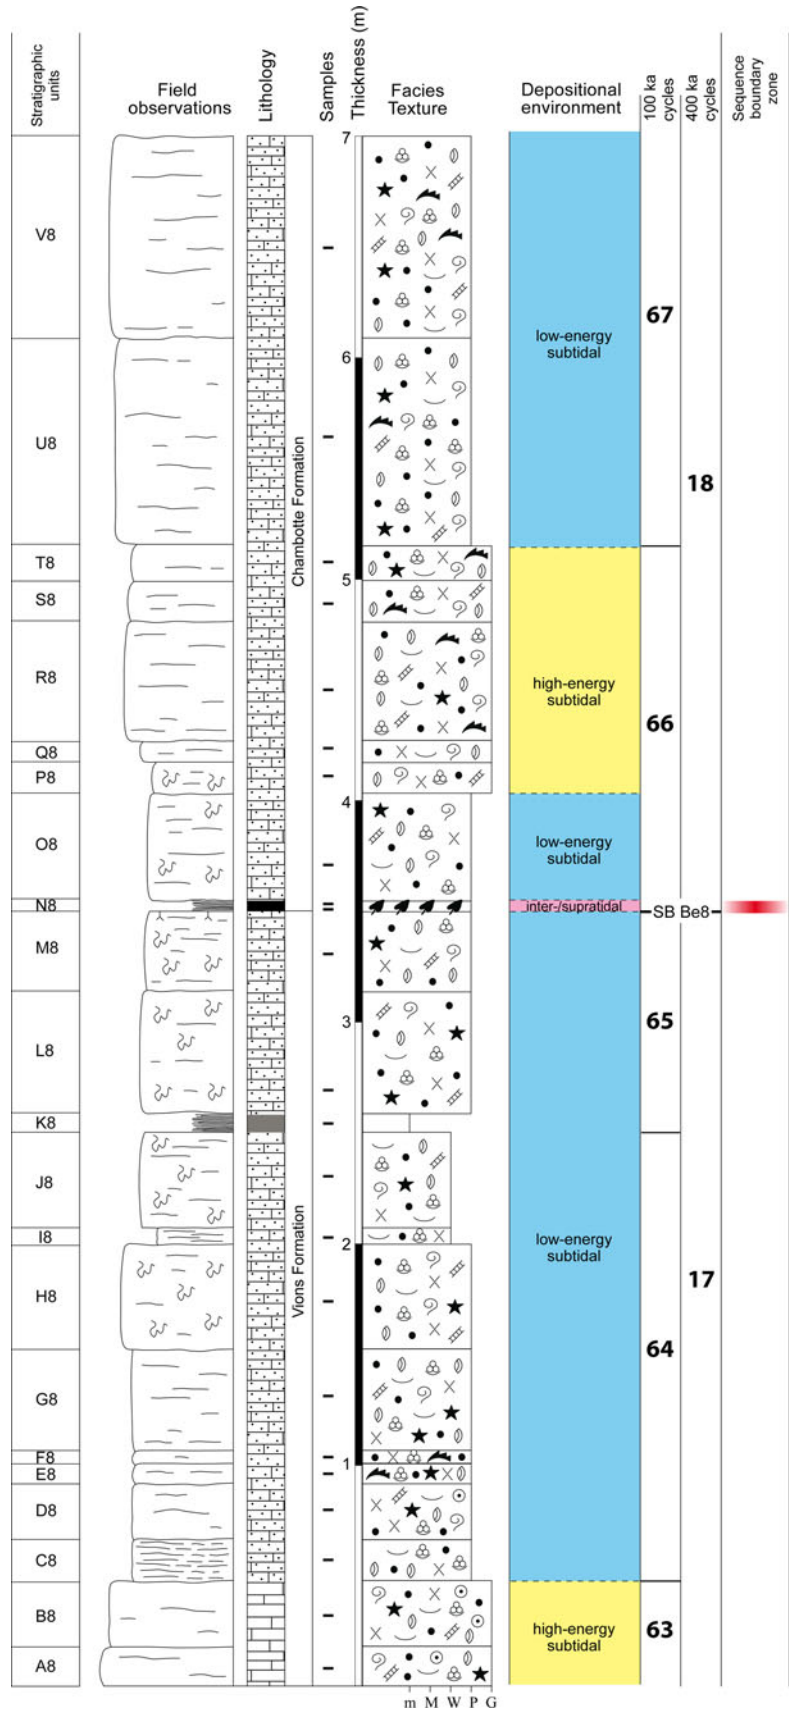 Stratigraphic
units
Field
observations
Lithology
Samples
Thickness (m)
Facies
Texture
Depositional
environment
100 ka
cycles
400 ka
cycles
Sequence
boundary
zone
7
V8
low-energy
subtidal
67
6
U8
Chambotte Formation
18
T8
5
S8
R8
high-energy
subtidal
66
Q8
P8
4
O8
low-energy
subtidal
N8
inter-/supratidal
SB Be8
M8
3
65
L8
K8
J8
Vions Formation
I8
2
low-energy
subtidal
17
H8
64
G8
F8
1
E8
D8
C8
B8
high-energy
subtidal
63
A8
m M W P G